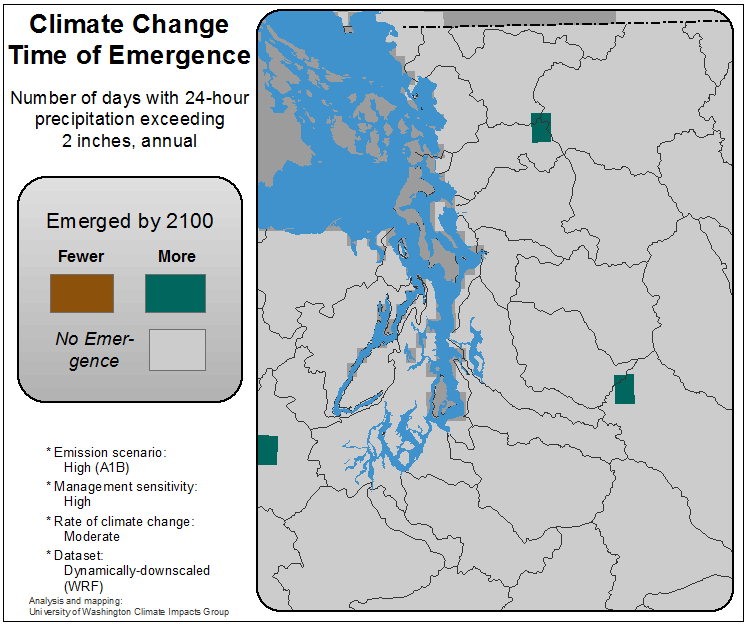 Climate Change
Time of Emergence
Number of days with 24-hour
precipitation exceeding
2 inches, annual
Emerged by 2100
Fewer More
No Emer-
gence
* Emission scenario:
High (A1B)
* Management sensitivity:
High
* Rate of climate change:
Moderate
* Dataset:
Dynamically-downscaled
(WRF)
Analysis and mapping:
University of Washington Climate Impacts Group